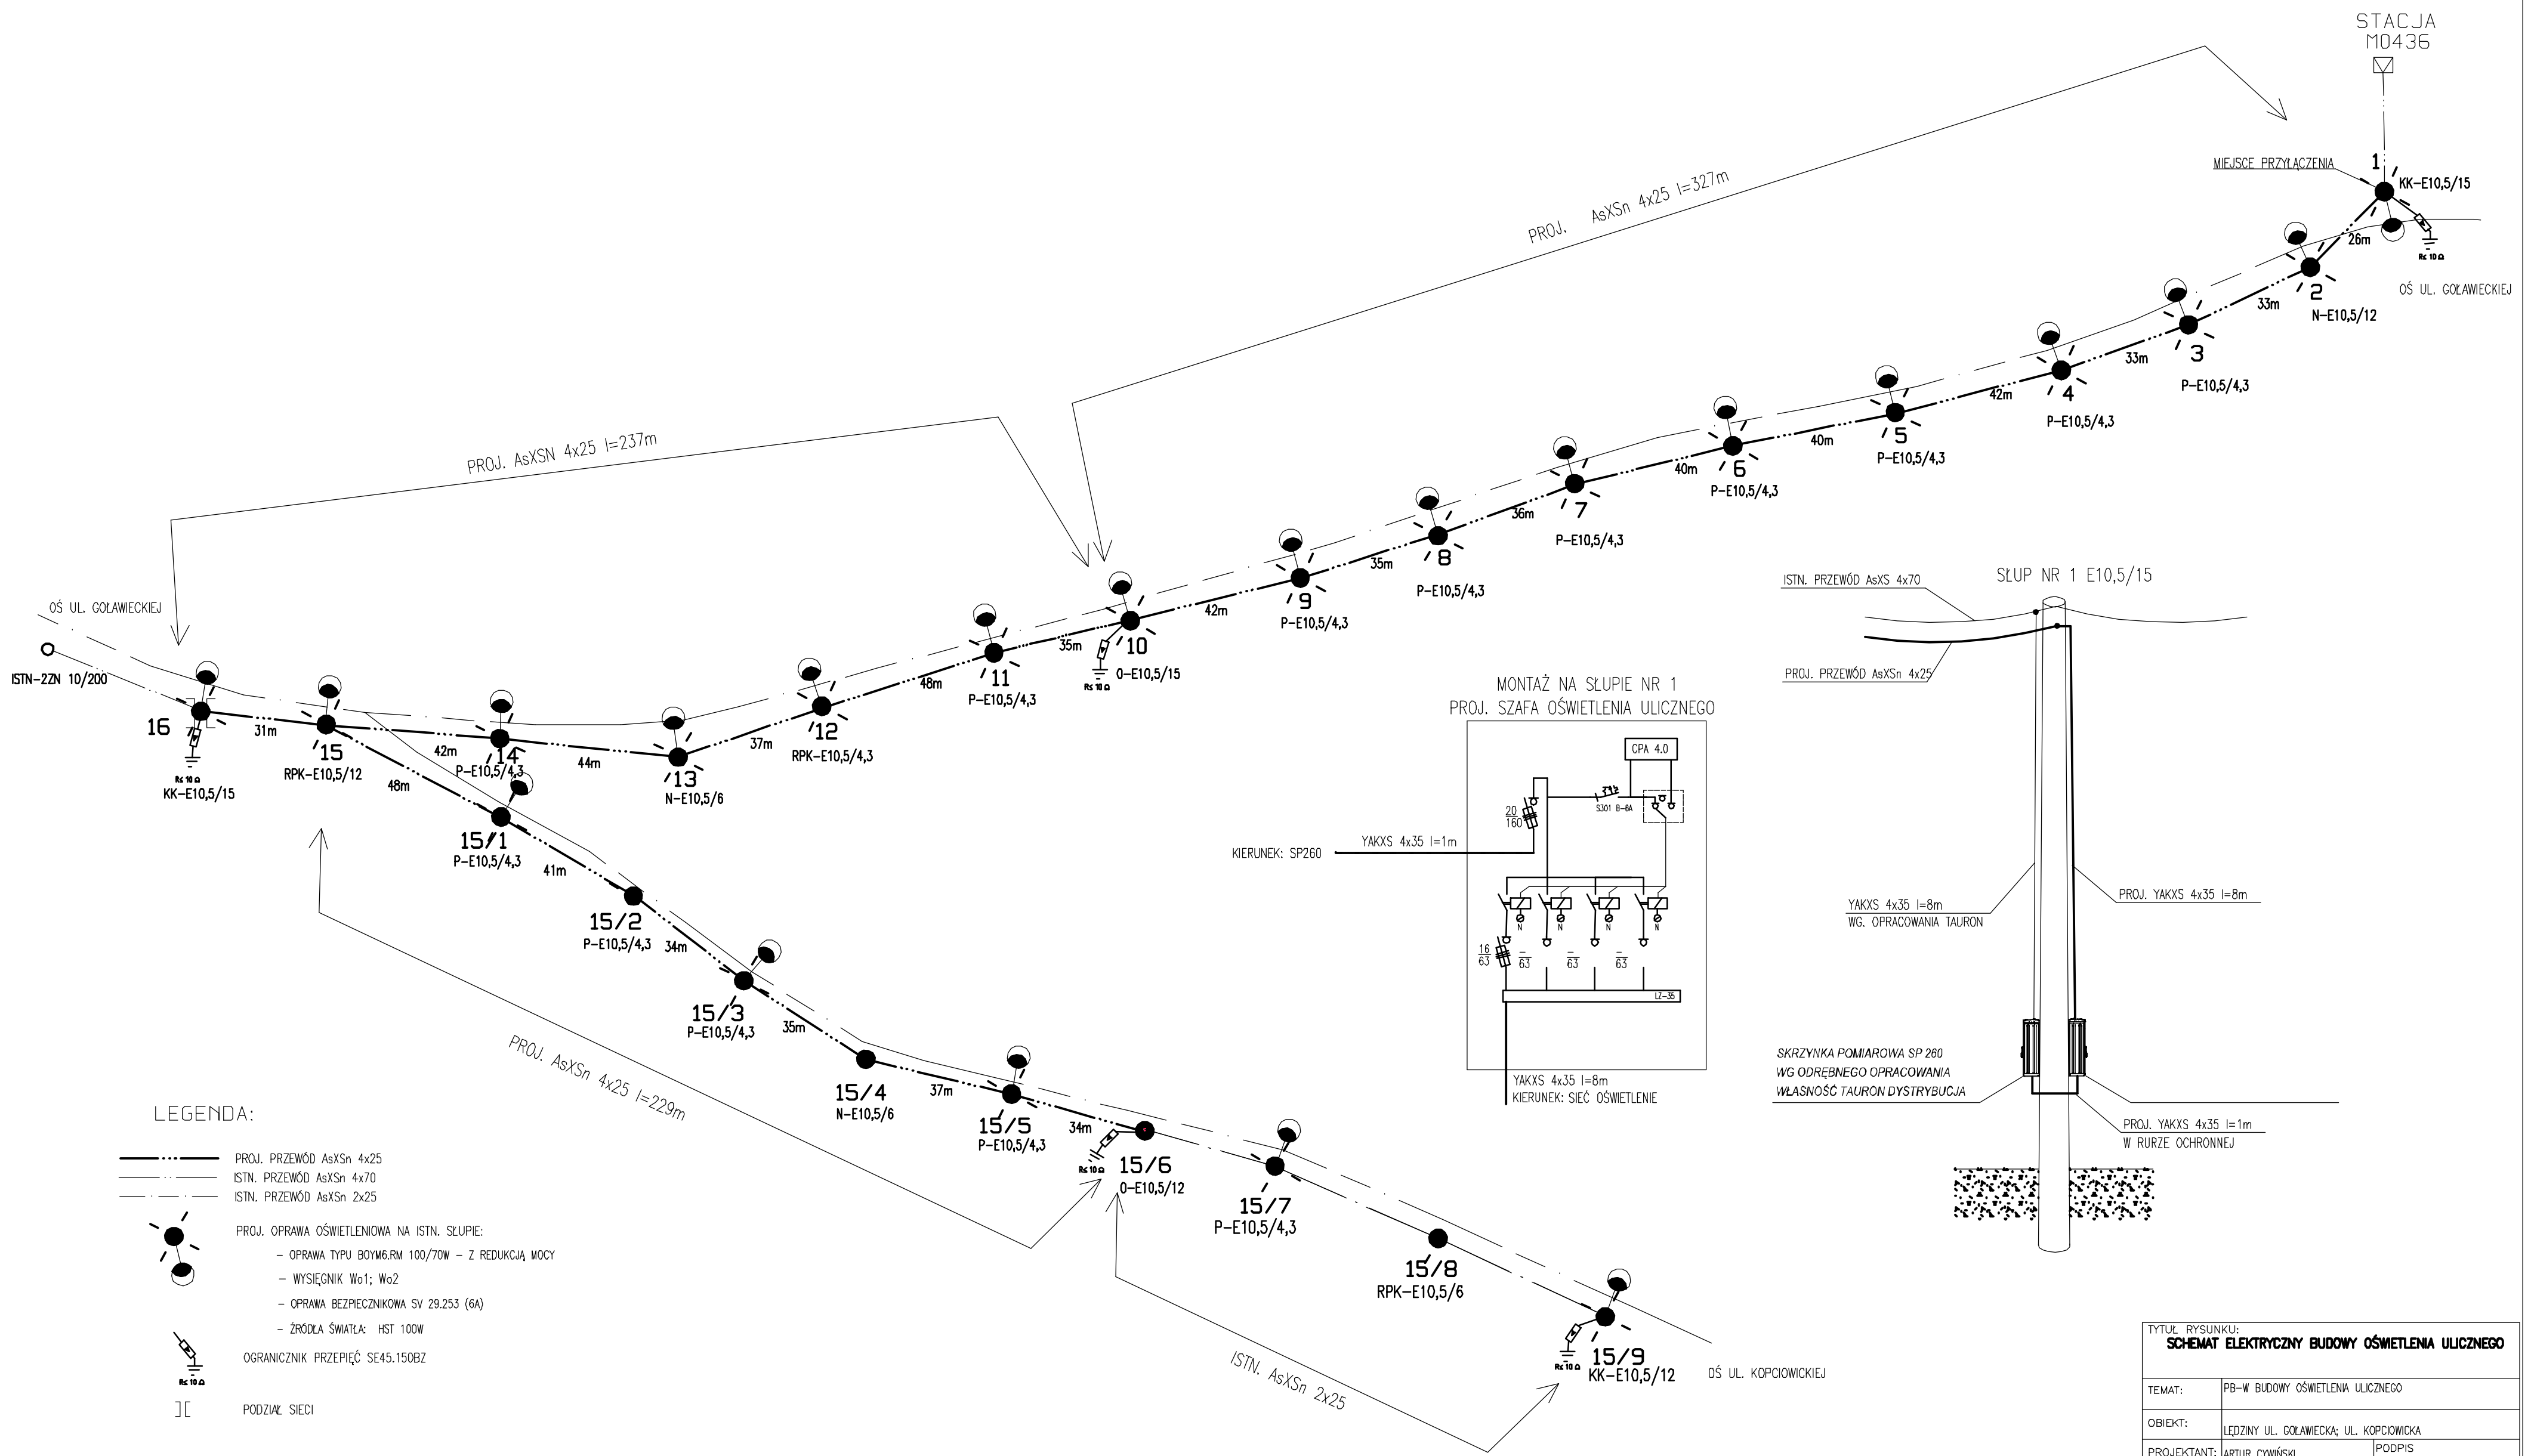 STACJA
M0436
MIEJSCE PRZYŁĄCZENIA
1
KK-E10,5/15
R≤ 10 Ω
26m
OŚ UL. GOŁAWIECKIEJ
2
N-E10,5/12
33m
3
P-E10,5/4,3
33m
4
P-E10,5/4,3
42m
5
P-E10,5/4,3
40m
6
P-E10,5/4,3
40m
7
P-E10,5/4,3
36m
8
P-E10,5/4,3
35m
9
P-E10,5/4,3
42m
10
O-E10,5/15
R≤ 10 Ω
35m
11
P-E10,5/4,3
48m
12
RPK-E10,5/4,3
37m
13
N-E10,5/6
44m
14
P-E10,5/4,3
42m
15
RPK-E10,5/12
31m
16
R≤ 10 Ω
KK-E10,5/15
OŚ UL. GOŁAWIECKIEJ
ISTN-2ZN 10/200
PROJ. AsXSn 4x25 l=327m
PROJ. AsXSN 4x25 l=237m
48m
15/1
P-E10,5/4,3
41m
15/2
P-E10,5/4,3
34m
15/3
P-E10,5/4,3
35m
15/4
N-E10,5/6
37m
15/5
P-E10,5/4,3
34m
R≤ 10 Ω
15/6
O-E10,5/12
15/7
P-E10,5/4,3
15/8
RPK-E10,5/6
R≤ 10 Ω
15/9
KK-E10,5/12
OŚ UL. KOPCIOWICKIEJ
PROJ. AsXSn 4x25 l=229m
ISTN. AsXSn 2x25
MONTAŻ NA SŁUPIE NR 1
PROJ. SZAFA OŚWIETLENIA ULICZNEGO
CPA 4.0
S301 B-6A
20
160
YAKXS 4x35 l=1m
KIERUNEK: SP260
N N N N
16
63
-
63
-
63
-
63
LZ-35
YAKXS 4x35 l=8m
KIERUNEK: SIEĆ OŚWIETLENIE
SŁUP NR 1 E10,5/15
ISTN. PRZEWÓD AsXS 4x70
PROJ. PRZEWÓD AsXSn 4x25
YAKXS 4x35 l=8m
WG. OPRACOWANIA TAURON
PROJ. YAKXS 4x35 l=8m
SKRZYNKA POMIAROWA SP 260
WG ODRĘBNEGO OPRACOWANIA
WŁASNOŚĆ TAURON DYSTRYBUCJA
PROJ. YAKXS 4x35 l=1m
W RURZE OCHRONNEJ
LEGENDA:
PROJ. PRZEWÓD AsXSn 4x25
ISTN. PRZEWÓD AsXSn 4x70
ISTN. PRZEWÓD AsXSn 2x25
PROJ. OPRAWA OŚWIETLENIOWA NA ISTN. SŁUPIE:
- OPRAWA TYPU BOYM6.RM 100/70W - Z REDUKCJĄ MOCY
- WYSIĘGNIK Wo1; Wo2
- OPRAWA BEZPIECZNIKOWA SV 29.253 (6A)
- ŹRÓDŁA ŚWIATŁA: HST 100W
OGRANICZNIK PRZEPIĘĆ SE45.150BZ
R≤ 10 Ω
PODZIAŁ SIECI
TYTUŁ RYSUNKU:
SCHEMAT ELEKTRYCZNY BUDOWY OŚWIETLENIA ULICZNEGO
TEMAT: PB-W BUDOWY OŚWIETLENIA ULICZNEGO
OBIEKT: LĘDZINY UL. GOŁAWIECKA; UL. KOPCIOWICKA
PROJEKTANT: ARTUR CYWIŃSKI PODPIS